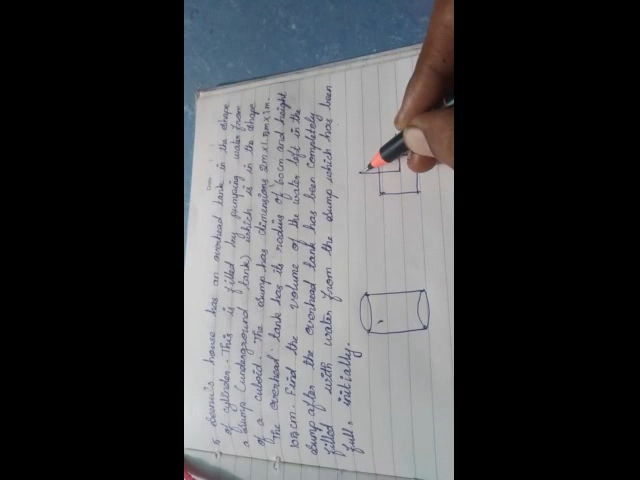 5 Beenu's house has an overhead tank in the shape
of cylinder. This is filled by pumping water from
a sump (underground tank) which is in the shape
of a cuboid. The sump has dimensions 2m x 1.5m x 1m.
The overhead tank has its radius of 60cm and height
105cm. Find the volume of the water left in the
sump after the overhead tank has been completely
filled with water from the sump which has been
full, initially.